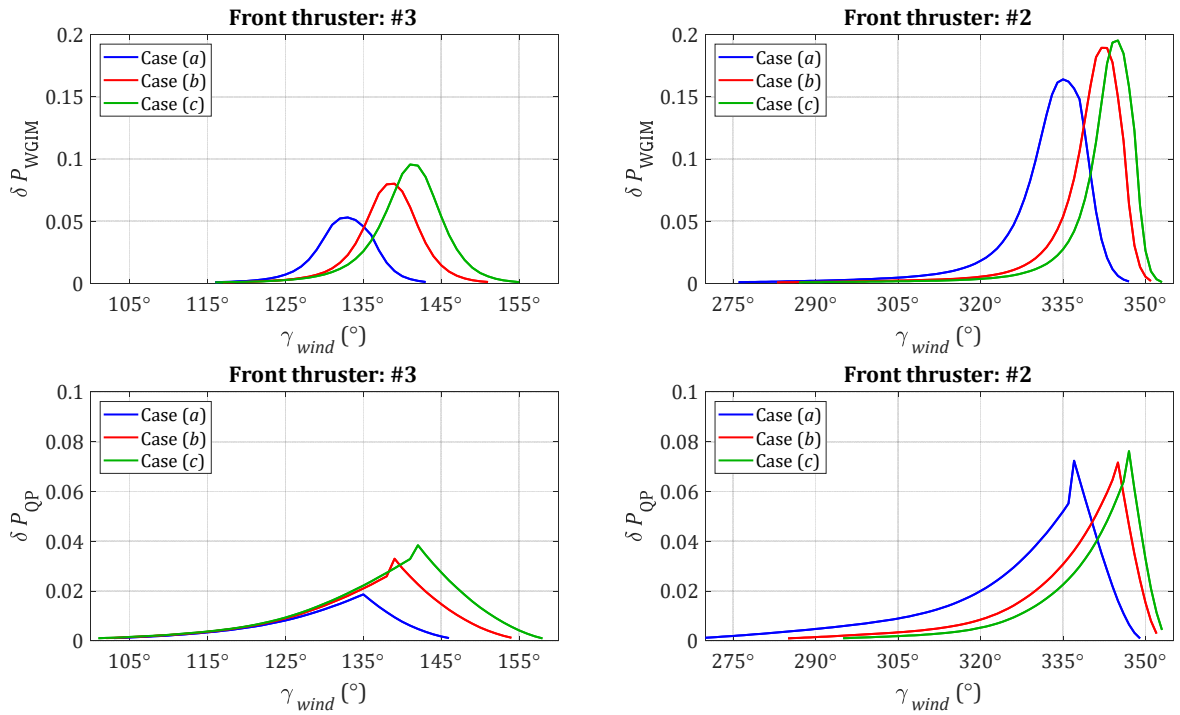 Front thruster: #3
0.2
0.15
0.1
0.05
0
δ P_WGIM
Case (a)
Case (b)
Case (c)
105° 115° 125° 135° 145° 155°
γ_wind (°)
Front thruster: #2
0.2
0.15
0.1
0.05
0
δ P_WGIM
Case (a)
Case (b)
Case (c)
275° 290° 305° 320° 335° 350°
γ_wind (°)
Front thruster: #3
0.1
0.08
0.06
0.04
0.02
0
δ P_QP
Case (a)
Case (b)
Case (c)
105° 115° 125° 135° 145° 155°
γ_wind (°)
Front thruster: #2
0.1
0.08
0.06
0.04
0.02
0
δ P_QP
Case (a)
Case (b)
Case (c)
275° 290° 305° 320° 335° 350°
γ_wind (°)